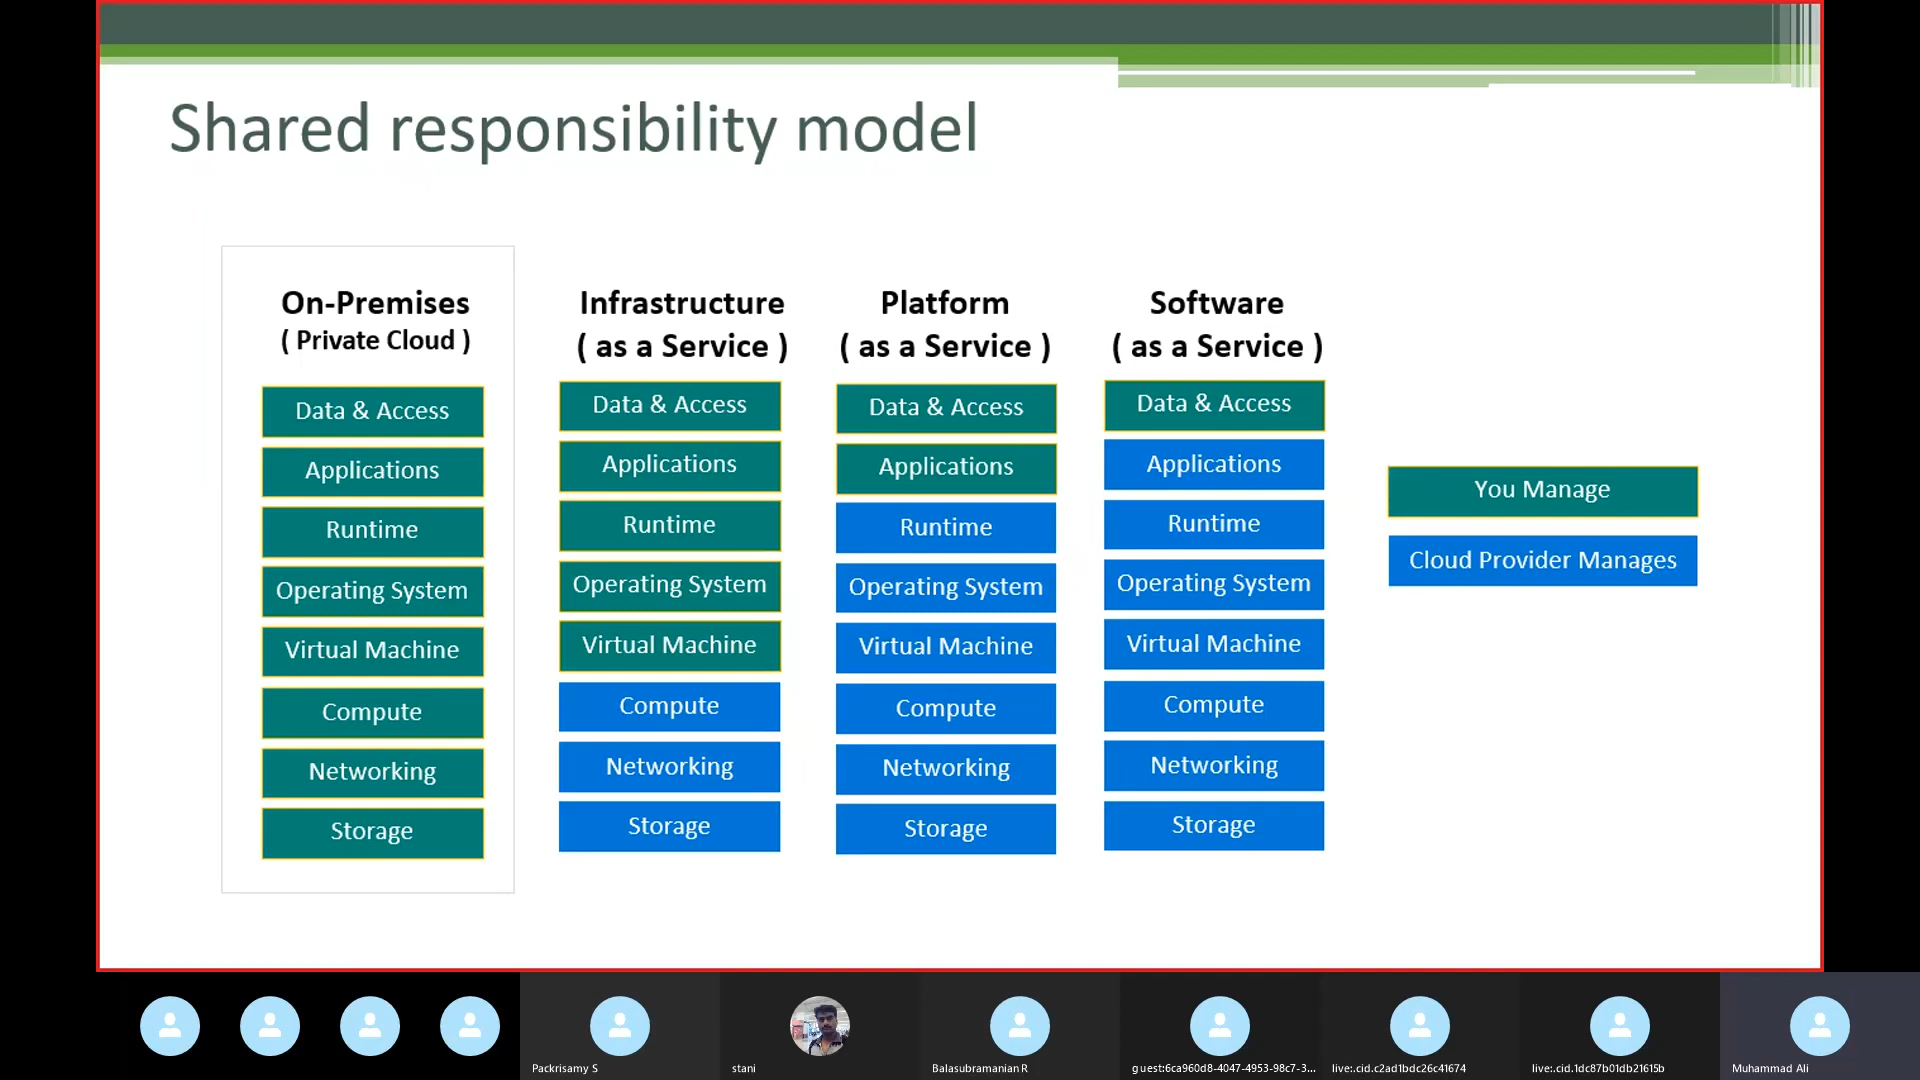 Shared responsibility model
On-Premises
( Private Cloud )
Data & Access
Applications
Runtime
Operating System
Virtual Machine
Compute
Networking
Storage
Infrastructure
( as a Service )
Data & Access
Applications
Runtime
Operating System
Virtual Machine
Compute
Networking
Storage
Platform
( as a Service )
Data & Access
Applications
Runtime
Operating System
Virtual Machine
Compute
Networking
Storage
Software
( as a Service )
Data & Access
Applications
Runtime
Operating System
Virtual Machine
Compute
Networking
Storage
You Manage
Cloud Provider Manages
Packrisamy S
stani
Balasubramanian R
guest:6ca960d8-4047-4953-98c7-3...
live:.cid.c2ad1bdc26c41674
live:.cid.1dc87b01db21615b
Muhammad Ali